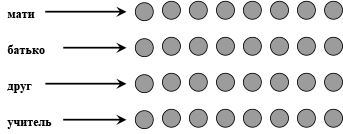 мати
батько
друг
учитель